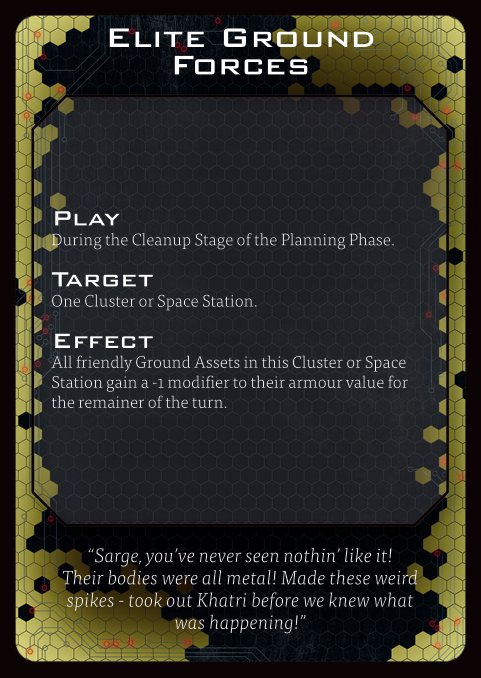 Elite Ground
Forces
Play
During the Cleanup Stage of the Planning Phase.
Target
One Cluster or Space Station.
Effect
All friendly Ground Assets in this Cluster or Space
Station gain a -1 modifier to their armour value for
the remainer of the turn.
“Sarge, you’ve never seen nothin’ like it!
Their bodies were all metal! Made these weird
spikes - took out Khatri before we knew what
was happening!”